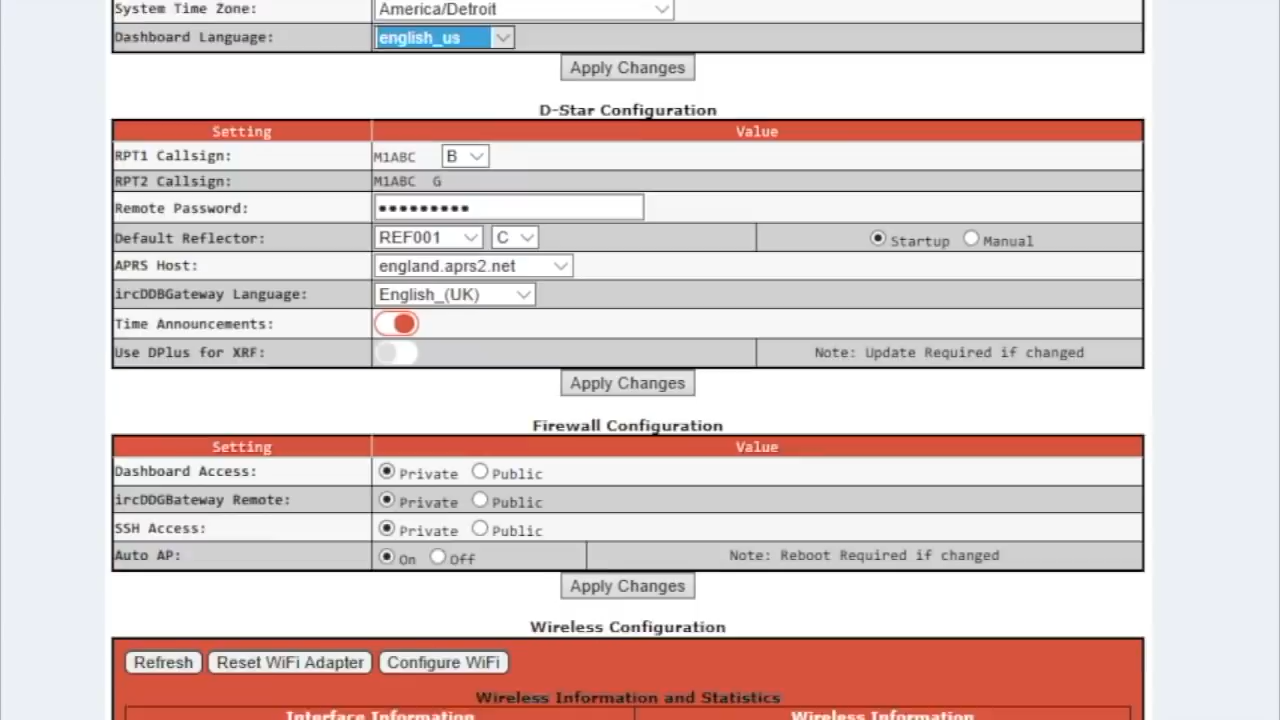 System Time Zone: America/Detroit
Dashboard Language: english_us
Apply Changes
D-Star Configuration
Setting Value
RPT1 Callsign: M1ABC B
RPT2 Callsign: M1ABC G
Remote Password: •••••••••
Default Reflector: REF001 C Startup Manual
APRS Host: england.aprs2.net
ircDDBGateway Language: English_(UK)
Time Announcements:
Use DPlus for XRF: Note: Update Required if changed
Apply Changes
Firewall Configuration
Setting Value
Dashboard Access: Private Public
ircDDGBateway Remote: Private Public
SSH Access: Private Public
Auto AP: On Off Note: Reboot Required if changed
Apply Changes
Wireless Configuration
Refresh Reset WiFi Adapter Configure WiFi
Wireless Information and Statistics
Interface Information Wireless Information